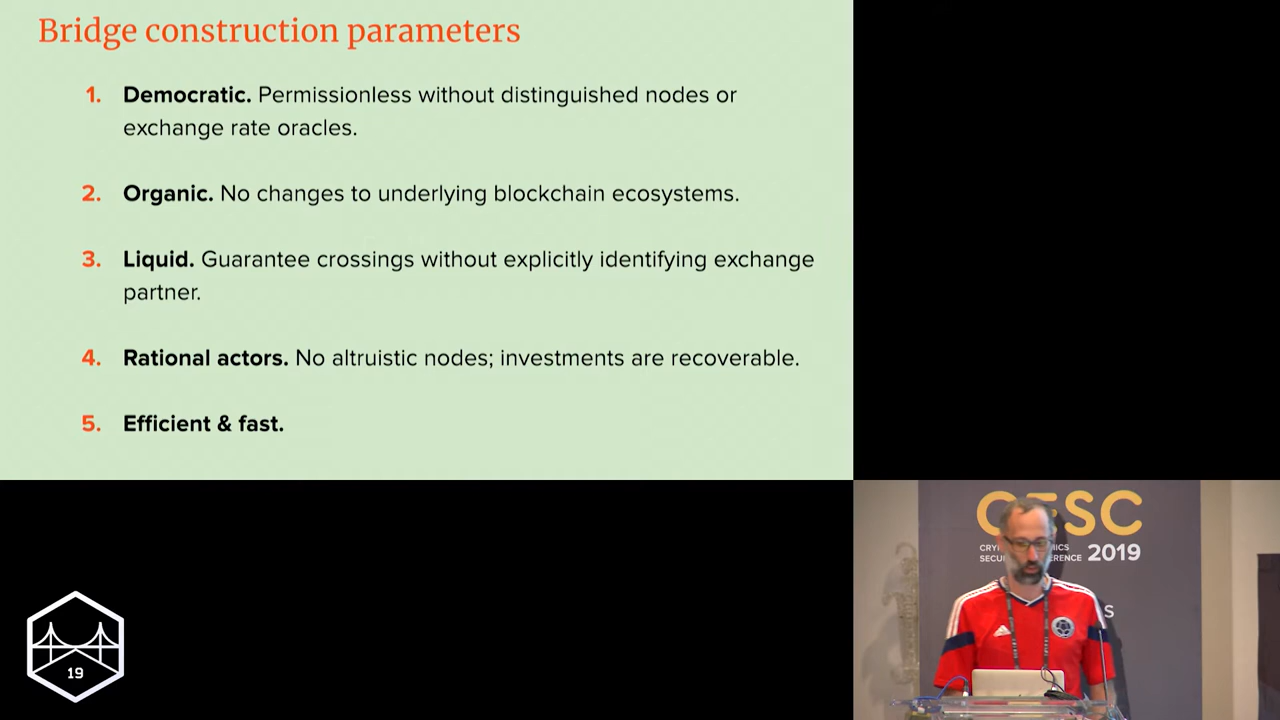 Bridge construction parameters
1. Democratic. Permissionless without distinguished nodes or
exchange rate oracles.
2. Organic. No changes to underlying blockchain ecosystems.
3. Liquid. Guarantee crossings without explicitly identifying exchange
partner.
4. Rational actors. No altruistic nodes; investments are recoverable.
5. Efficient & fast.
19
SC
2019